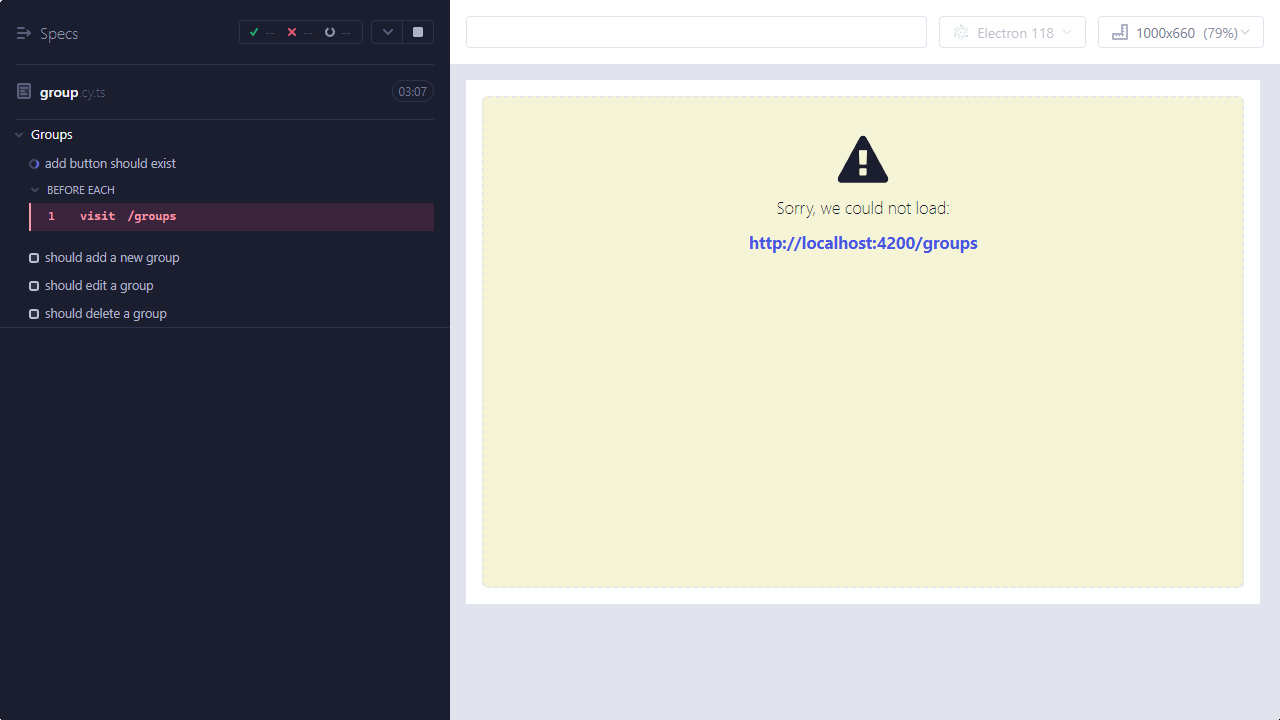 Specs
-- -- --
group.cy.ts 03:07
Groups
add button should exist
BEFORE EACH
1 visit /groups
should add a new group
should edit a group
should delete a group
Electron 118
1000x660 (79%)
Sorry, we could not load:
http://localhost:4200/groups